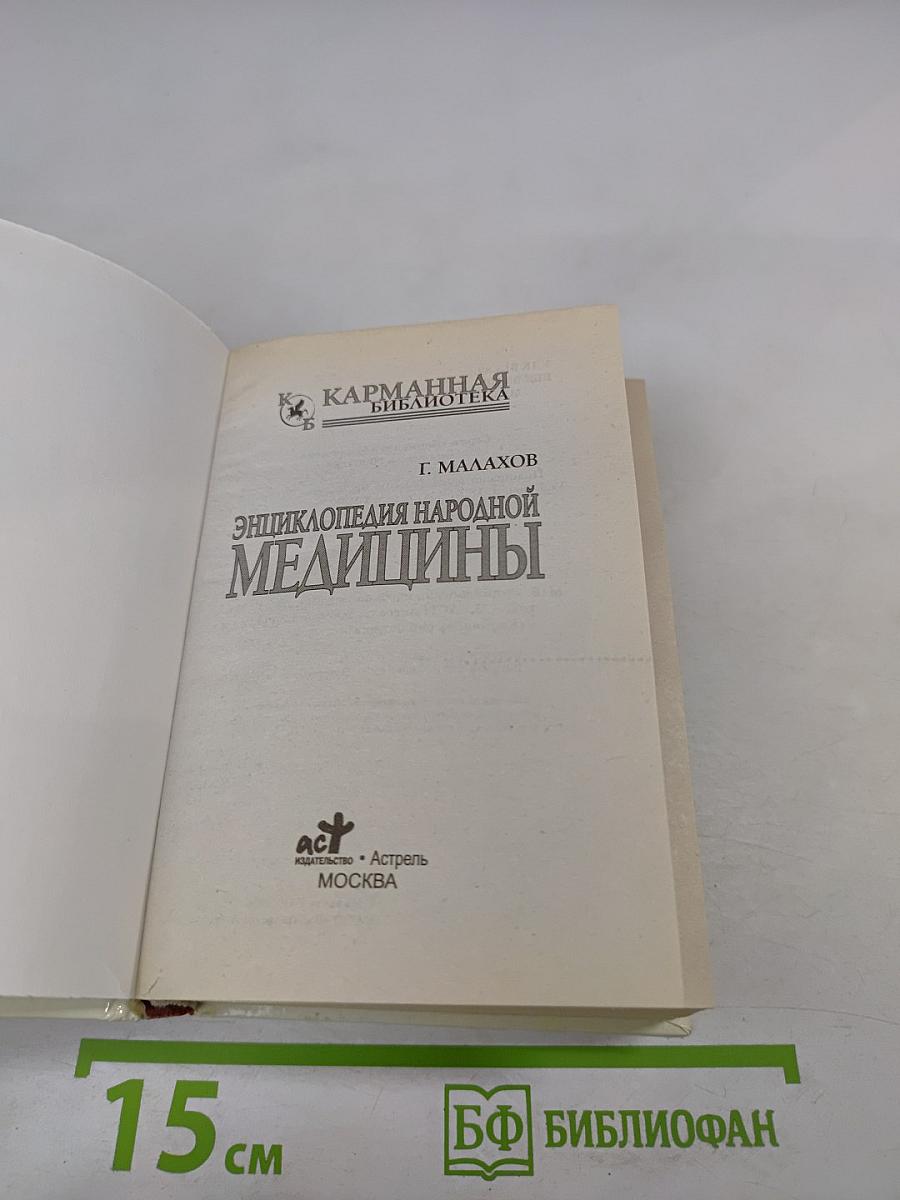 К
Б
КАРМАННАЯ
БИБЛИОТЕКА
Г. МАЛАХОВ
ЭНЦИКЛОПЕДИЯ НАРОДНОЙ
МЕДИЦИНЫ
аст
ИЗДАТЕЛЬСТВО • Астрель
МОСКВА
15 см
БФ БИБЛИОФАН